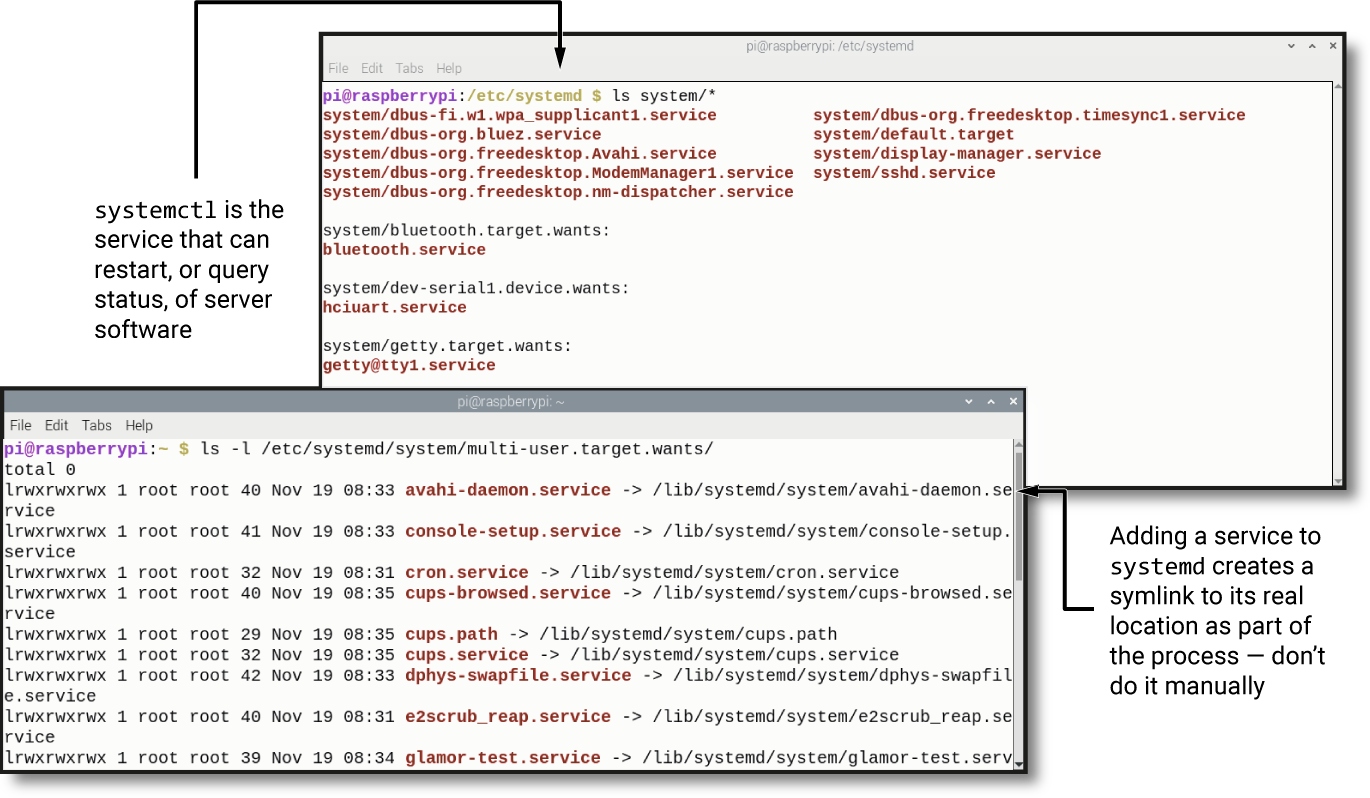 pi@raspberrypi: /etc/systemd
File Edit Tabs Help
pi@raspberrypi:/etc/systemd $ ls system/*
system/dbus-fi.w1.wpa_supplicant1.service system/dbus-org.freedesktop.timesync1.service
system/dbus-org.bluez.service system/default.target
system/dbus-org.freedesktop.Avahi.service system/display-manager.service
system/dbus-org.freedesktop.ModemManager1.service system/sshd.service
system/dbus-org.freedesktop.nm-dispatcher.service
system/bluetooth.target.wants:
bluetooth.service
system/dev-serial1.device.wants:
hciuart.service
system/getty.target.wants:
getty@tty1.service
systemctl is the
service that can
restart, or query
status, of server
software
pi@raspberrypi: ~
File Edit Tabs Help
pi@raspberrypi:~ $ ls -l /etc/systemd/system/multi-user.target.wants/
total 0
lrwxrwxrwx 1 root root 40 Nov 19 08:33 avahi-daemon.service -> /lib/systemd/system/avahi-daemon.se
rvice
lrwxrwxrwx 1 root root 41 Nov 19 08:33 console-setup.service -> /lib/systemd/system/console-setup.
service
lrwxrwxrwx 1 root root 32 Nov 19 08:31 cron.service -> /lib/systemd/system/cron.service
lrwxrwxrwx 1 root root 40 Nov 19 08:35 cups-browsed.service -> /lib/systemd/system/cups-browsed.se
rvice
lrwxrwxrwx 1 root root 29 Nov 19 08:35 cups.path -> /lib/systemd/system/cups.path
lrwxrwxrwx 1 root root 32 Nov 19 08:35 cups.service -> /lib/systemd/system/cups.service
lrwxrwxrwx 1 root root 42 Nov 19 08:33 dphys-swapfile.service -> /lib/systemd/system/dphys-swapfil
e.service
lrwxrwxrwx 1 root root 40 Nov 19 08:31 e2scrub_reap.service -> /lib/systemd/system/e2scrub_reap.se
rvice
lrwxrwxrwx 1 root root 39 Nov 19 08:34 glamor-test.service -> /lib/systemd/system/glamor-test.serv
Adding a service to
systemd creates a
symlink to its real
location as part of
the process — don’t
do it manually